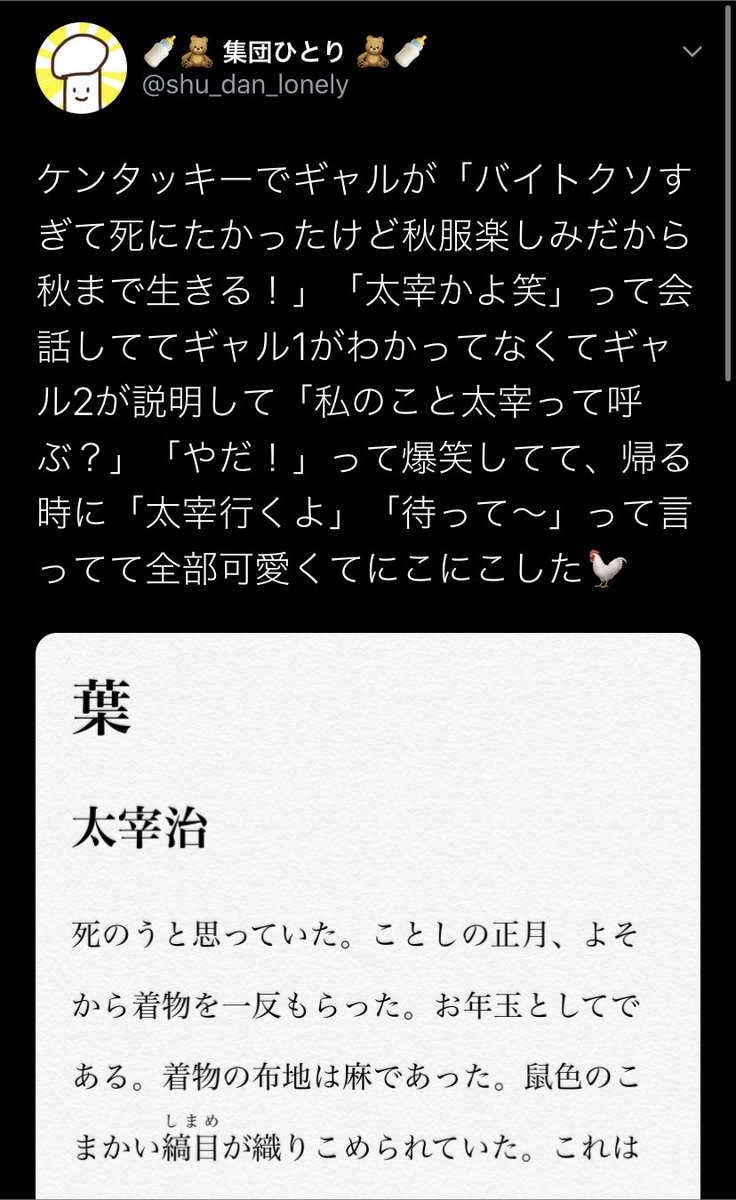 🍼🧸 集団ひとり 🧸🍼
@shu_dan_lonely
ケンタッキーでギャルが「バイトクソす
ぎて死にたかったけど秋服楽しみだから
秋まで生きる！」「太宰かよ笑」って会
話しててギャル1がわかってなくてギャ
ル2が説明して「私のこと太宰って呼
ぶ？」「やだ！」って爆笑してて、帰る
時に「太宰行くよ」「待って〜」って言
ってて全部可愛くてにこにこした🐓
葉
太宰治
死のうと思っていた。ことしの正月、よそ
から着物を一反もらった。お年玉としてで
ある。着物の布地は麻であった。鼠色のこ
しまめ
まかい縞目が織りこめられていた。これは